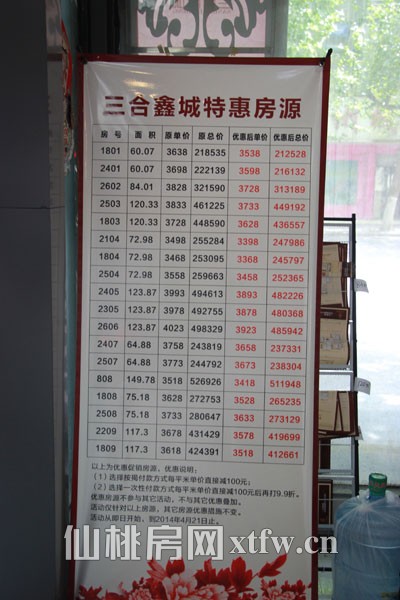 三合鑫城特惠房源
房号 面积 原单价 原总价 优惠后单价 优惠后总价
1801 60.07 3638 218535 3538 212528
2401 60.07 3698 222139 3598 216132
2602 84.01 3828 321590 3728 313189
2503 120.33 3833 461225 3733 449192
1803 120.33 3728 448590 3628 436557
2104 72.98 3498 255284 3398 247986
1804 72.98 3468 253095 3368 245797
2504 72.98 3558 259663 3458 252365
2405 123.87 3993 494613 3893 482226
2305 123.87 3978 492755 3878 480368
2606 123.87 4023 498329 3923 485942
2407 64.88 3758 243819 3658 237331
2507 64.88 3773 244792 3673 238304
808 149.78 3518 526926 3418 511948
1808 75.18 3628 272753 3528 265235
2508 75.18 3733 280647 3633 273129
2209 117.3 3678 431429 3578 419699
1809 117.3 3618 424391 3518 412661
以上为优惠促销房源、优惠说明：
（1）选择按揭付款方式每平米单价直接减100元；
（2）选择一次性付款方式每平米单价直接减100元后再打9.9折。
优惠房源不参与其它活动，不与其它优惠叠加。
活动仅针对以上房源，其它房源优惠措施不变。
活动从即日开始，到2014年4月21日止。
仙桃房网xtfw.cn